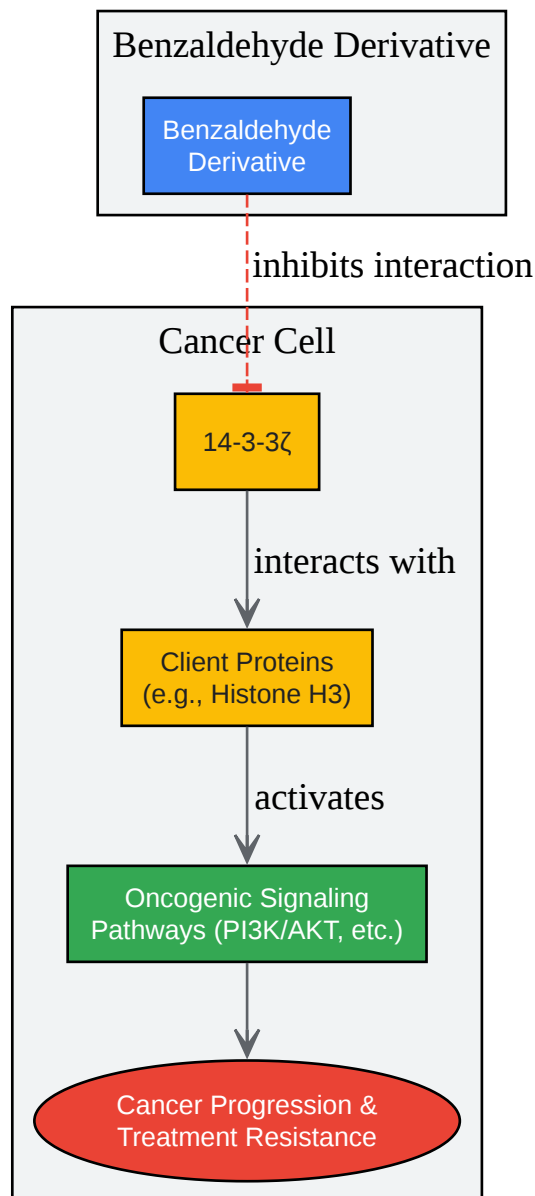 Benzaldehyde Derivative
Benzaldehyde
Derivative
inhibits interaction
Cancer Cell
14-3-3ζ
interacts with
Client Proteins
(e.g., Histone H3)
activates
Oncogenic Signaling
Pathways (PI3K/AKT, etc.)
Cancer Progression &
Treatment Resistance